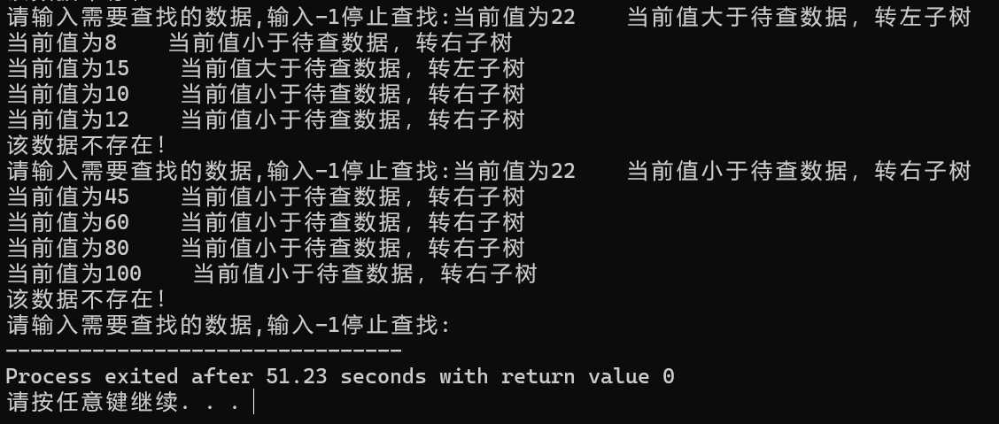 请输入需要查找的数据,输入-1停止查找:当前值为22    当前值大于待查数据, 转左子树
当前值为8    当前值小于待查数据, 转右子树
当前值为15    当前值大于待查数据, 转左子树
当前值为10    当前值小于待查数据, 转右子树
当前值为12    当前值小于待查数据, 转右子树
该数据不存在!
请输入需要查找的数据,输入-1停止查找:当前值为22    当前值小于待查数据, 转右子树
当前值为45    当前值小于待查数据, 转右子树
当前值为60    当前值小于待查数据, 转右子树
当前值为80    当前值小于待查数据, 转右子树
当前值为100    当前值小于待查数据, 转右子树
该数据不存在!
请输入需要查找的数据,输入-1停止查找:
--------------------------------
Process exited after 51.23 seconds with return value 0
请按任意键继续. . .